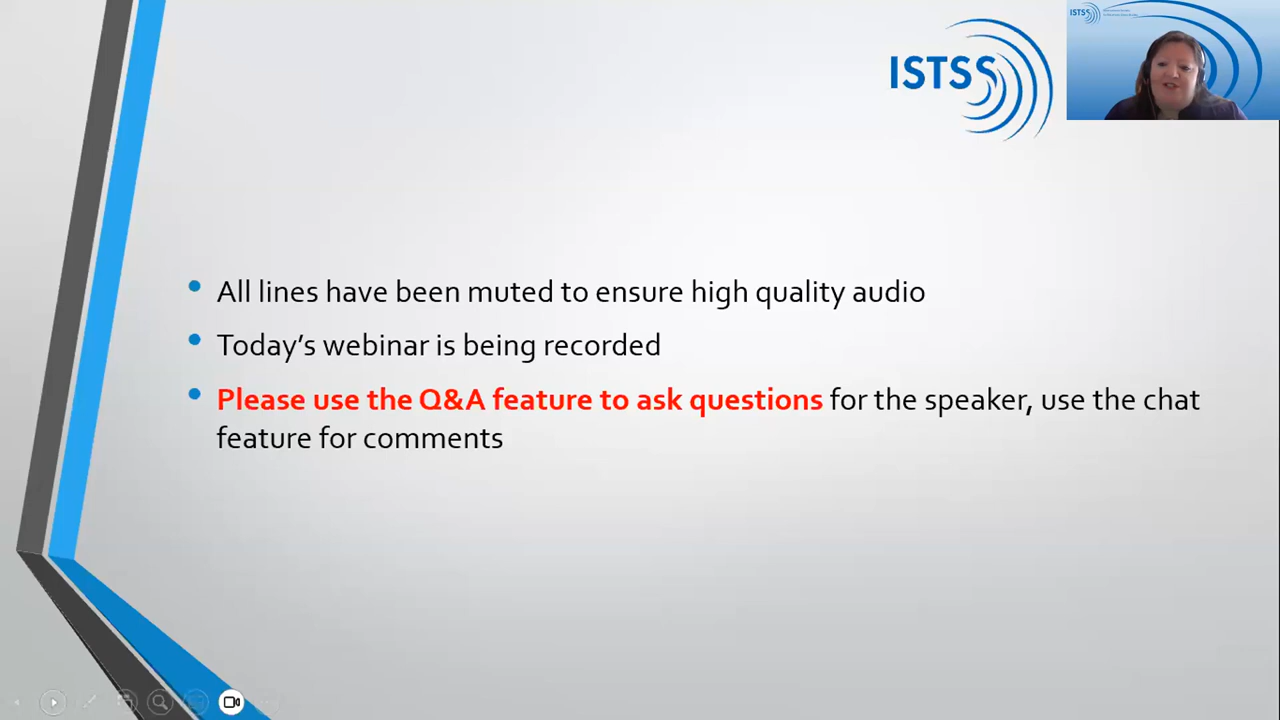 ISTSS
ISTSS
All lines have been muted to ensure high quality audio
Today's webinar is being recorded
Please use the Q&A feature to ask questions for the speaker, use the chat
feature for comments